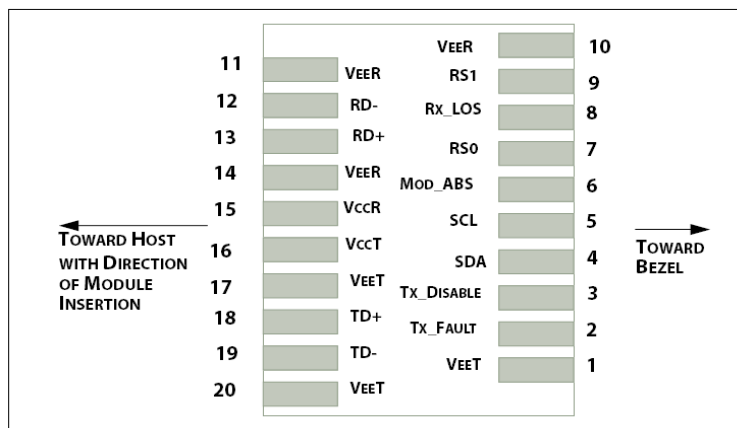 11 VEER
12 RD-
13 RD+
14 VEER
15 VCCR
16 VCCT
17 VEET
18 TD+
19 TD-
20 VEET
VEER 10
RS1 9
RX_LOS 8
RS0 7
MOD_ABS 6
SCL 5
SDA 4
TX_DISABLE 3
TX_FAULT 2
VEET 1
TOWARD HOST
WITH DIRECTION
OF MODULE
INSERTION
TOWARD
BEZEL